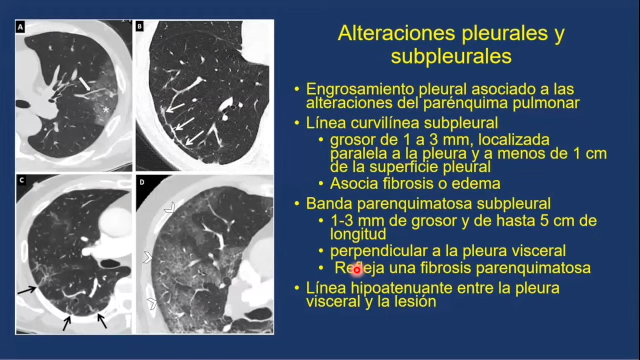 Alteraciones pleurales y
subpleurales
A
B
*
C
D
• Engrosamiento pleural asociado a las
alteraciones del parénquima pulmonar
• Línea curvilínea subpleural
• grosor de 1 a 3 mm, localizada
paralela a la pleura y a menos de 1 cm
de la superficie pleural
• Asocia fibrosis o edema
• Banda parenquimatosa subpleural
• 1-3 mm de grosor y de hasta 5 cm de
longitud
• perpendicular a la pleura visceral
• Refleja una fibrosis parenquimatosa
• Línea hipoatenuante entre la pleura
visceral y la lesión